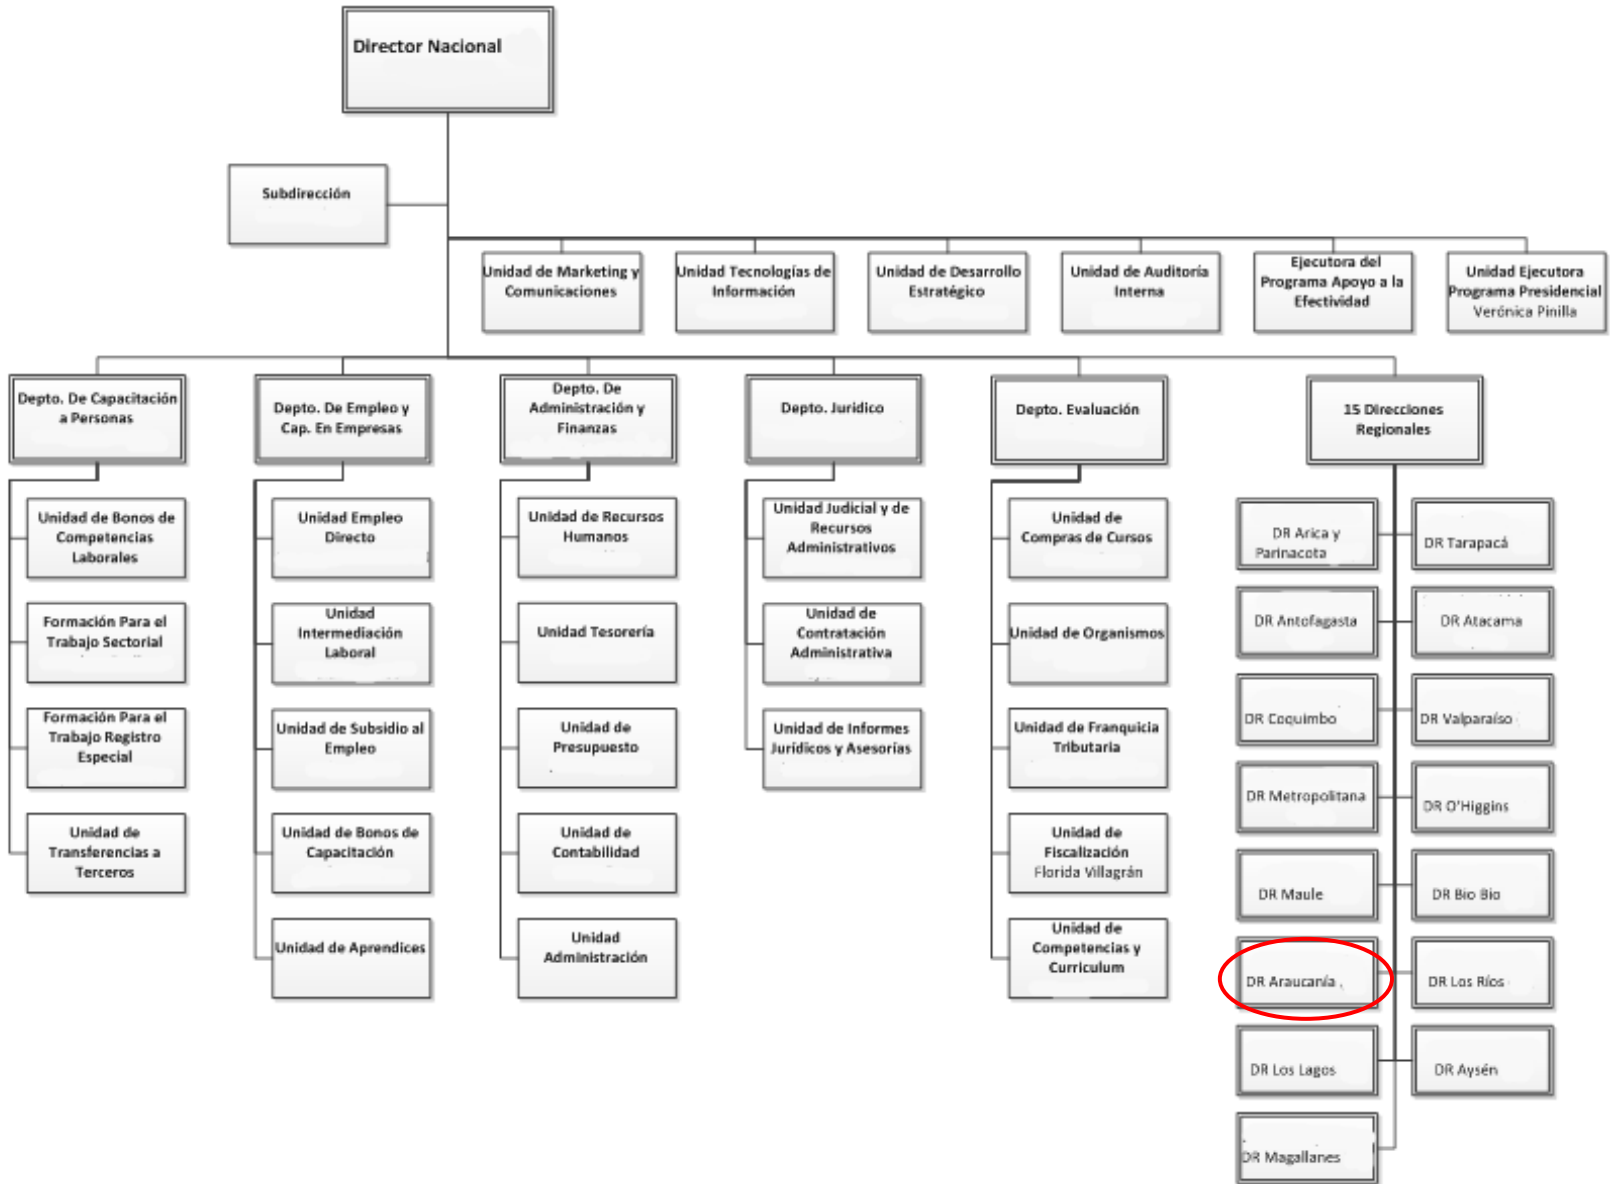 Director Nacional
Subdirección
Unidad de Marketing y
Comunicaciones
Unidad Tecnologías de
Información
Unidad de Desarrollo
Estratégico
Unidad de Auditoría
Interna
Ejecutora del
Programa Apoyo a la
Efectividad
Unidad Ejecutora
Programa Presidencial
Verónica Pinilla
Depto. De Capacitación
a Personas
Depto. De Empleo y
Cap. En Empresas
Depto. De
Administración y
Finanzas
Depto. Jurídico
Depto. Evaluación
15 Direcciones
Regionales
Unidad de Bonos de
Competencias
Laborales
Formación Para el
Trabajo Sectorial
Formación Para el
Trabajo Registro
Especial
Unidad de
Transferencias a
Terceros
Unidad Empleo
Directo
Unidad
Intermediación
Laboral
Unidad de Subsidio al
Empleo
Unidad de Bonos de
Capacitación
Unidad de Aprendices
Unidad de Recursos
Humanos
Unidad Tesorería
Unidad de
Presupuesto
Unidad de
Contabilidad
Unidad
Administración
Unidad Judicial y de
Recursos
Administrativos
Unidad de
Contratación
Administrativa
Unidad de Informes
Jurídicos y Asesorías
Unidad de
Compras de Cursos
Unidad de Organismos
Unidad de Franquicia
Tributaria
Unidad de
Fiscalización
Florida Villagrán
Unidad de
Competencias y
Curriculum
DR Arica y
Parinacota
DR Tarapacá
DR Antofagasta
DR Atacama
DR Coquimbo
DR Valparaíso
DR Metropolitana
DR O'Higgins
DR Maule
DR Bio Bio
DR Araucanía
DR Los Ríos
DR Los Lagos
DR Aysén
DR Magallanes